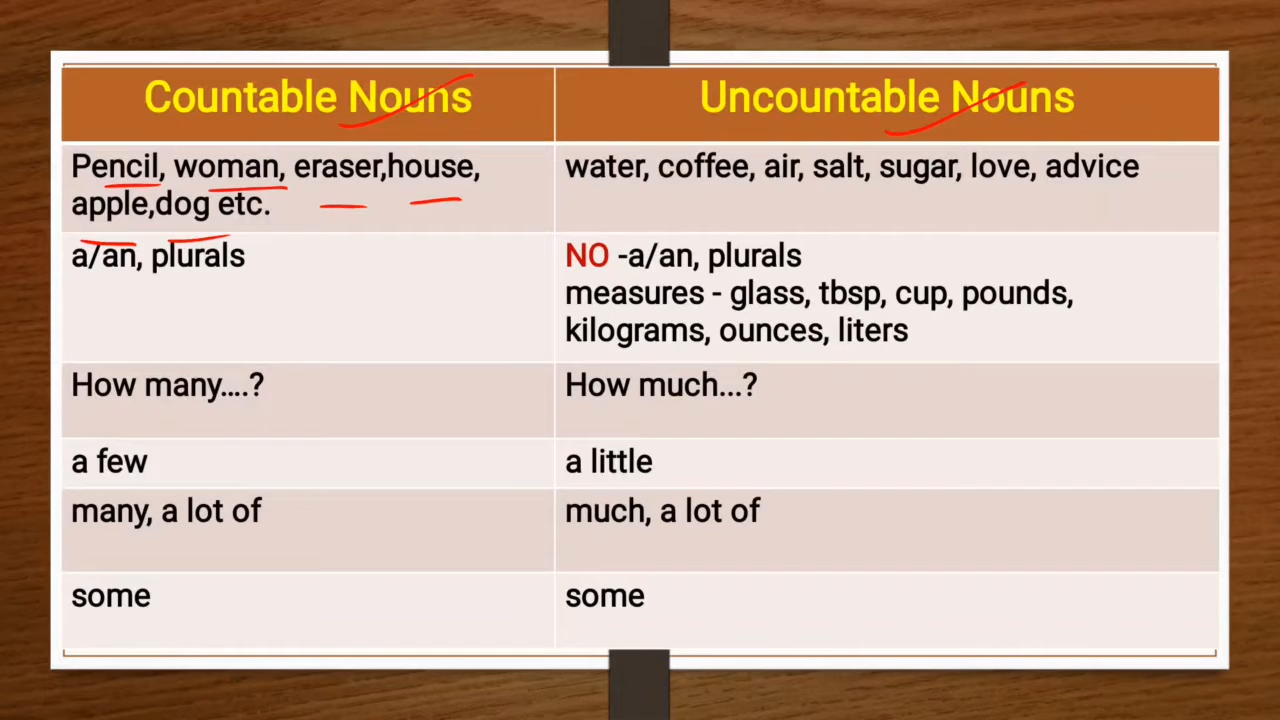 Countable Nouns
Uncountable Nouns
Pencil, woman, eraser,house,
apple,dog etc.
water, coffee, air, salt, sugar, love, advice
a/an, plurals
NO -a/an, plurals
measures - glass, tbsp, cup, pounds,
kilograms, ounces, liters
How many....?
How much...?
a few
a little
many, a lot of
much, a lot of
some
some